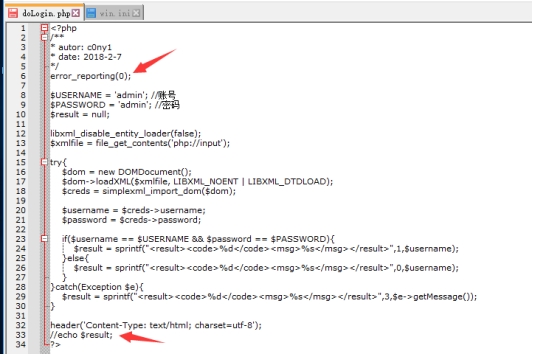 doLogin.php win.ini
1 <?php
2 /**
3 * autor: c0ny1
4 * date: 2018-2-7
5 */
6 error_reporting(0);
7
8 $USERNAME = 'admin'; //账号
9 $PASSWORD = 'admin'; //密码
10 $result = null;
11
12 libxml_disable_entity_loader(false);
13 $xmlfile = file_get_contents('php://input');
14
15 try{
16 $dom = new DOMDocument();
17 $dom->loadXML($xmlfile, LIBXML_NOENT | LIBXML_DTDLOAD);
18 $creds = simplexml_import_dom($dom);
19
20 $username = $creds->username;
21 $password = $creds->password;
22
23 if($username == $USERNAME && $password == $PASSWORD){
24 $result = sprintf("<result><code>%d</code><msg>%s</msg></result>",1,$username);
25 }else{
26 $result = sprintf("<result><code>%d</code><msg>%s</msg></result>",0,$username);
27 }
28 }catch(Exception $e){
29 $result = sprintf("<result><code>%d</code><msg>%s</msg></result>",3,$e->getMessage());
30 }
31
32 header('Content-Type: text/html; charset=utf-8');
33 //echo $result;
34 ?>